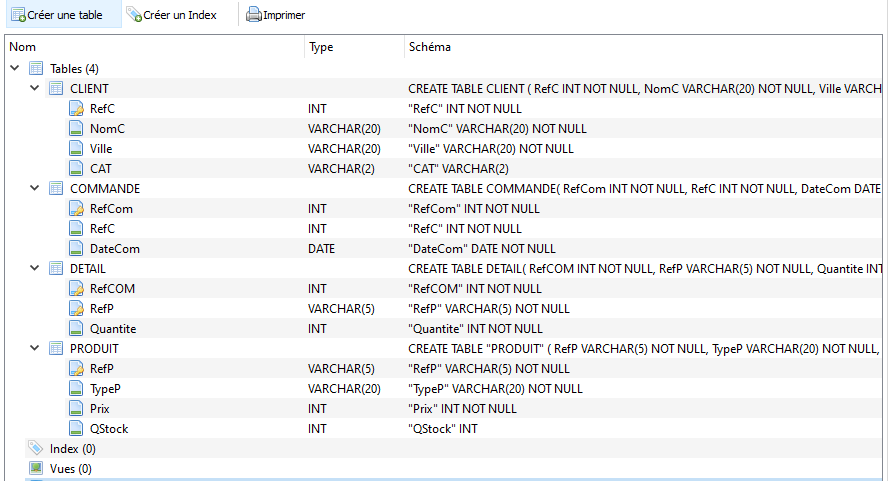 Créer une table Créer un Index Imprimer
Nom Type Schéma
Tables (4)
CLIENT CREATE TABLE CLIENT ( RefC INT NOT NULL, NomC VARCHAR(20) NOT NULL, Ville VARCH
RefC INT "RefC" INT NOT NULL
NomC VARCHAR(20) "NomC" VARCHAR(20) NOT NULL
Ville VARCHAR(20) "Ville" VARCHAR(20) NOT NULL
CAT VARCHAR(2) "CAT" VARCHAR(2)
COMMANDE CREATE TABLE COMMANDE( RefCom INT NOT NULL, RefC INT NOT NULL, DateCom DATE
RefCom INT "RefCom" INT NOT NULL
RefC INT "RefC" INT NOT NULL
DateCom DATE "DateCom" DATE NOT NULL
DETAIL CREATE TABLE DETAIL( RefCOM INT NOT NULL, RefP VARCHAR(5) NOT NULL, Quantite INT
RefCOM INT "RefCOM" INT NOT NULL
RefP VARCHAR(5) "RefP" VARCHAR(5) NOT NULL
Quantite INT "Quantite" INT NOT NULL
PRODUIT CREATE TABLE "PRODUIT" ( RefP VARCHAR(5) NOT NULL, TypeP VARCHAR(20) NOT NULL,
RefP VARCHAR(5) "RefP" VARCHAR(5) NOT NULL
TypeP VARCHAR(20) "TypeP" VARCHAR(20) NOT NULL
Prix INT "Prix" INT NOT NULL
QStock INT "QStock" INT
Index (0)
Vues (0)